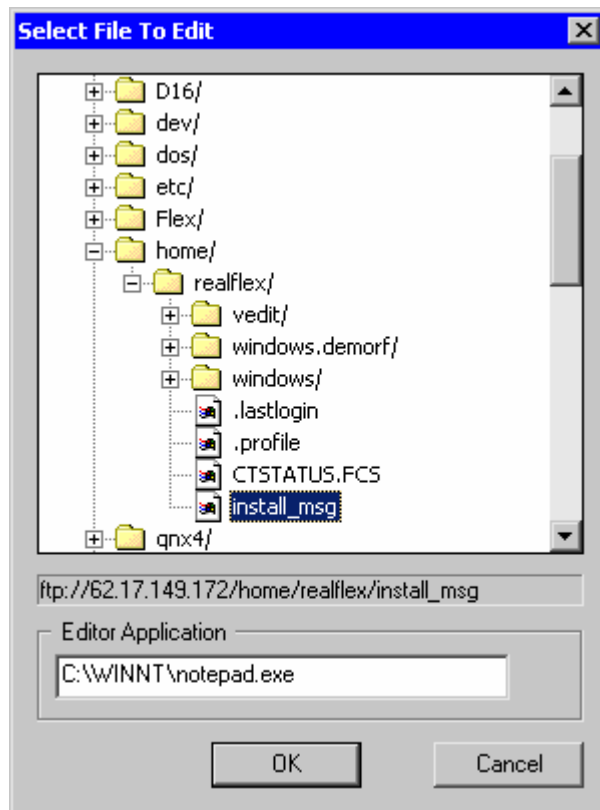 Select File To Edit
D16/
dev/
dos/
etc/
Flex/
home/
realflex/
vedit/
windows.demorf/
windows/
.lastlogin
.profile
CTSTATUS.FCS
install_msg
qnx4/
ftp://62.17.149.172/home/realflex/install_msg
Editor Application
C:\WINNT\notepad.exe
OK Cancel